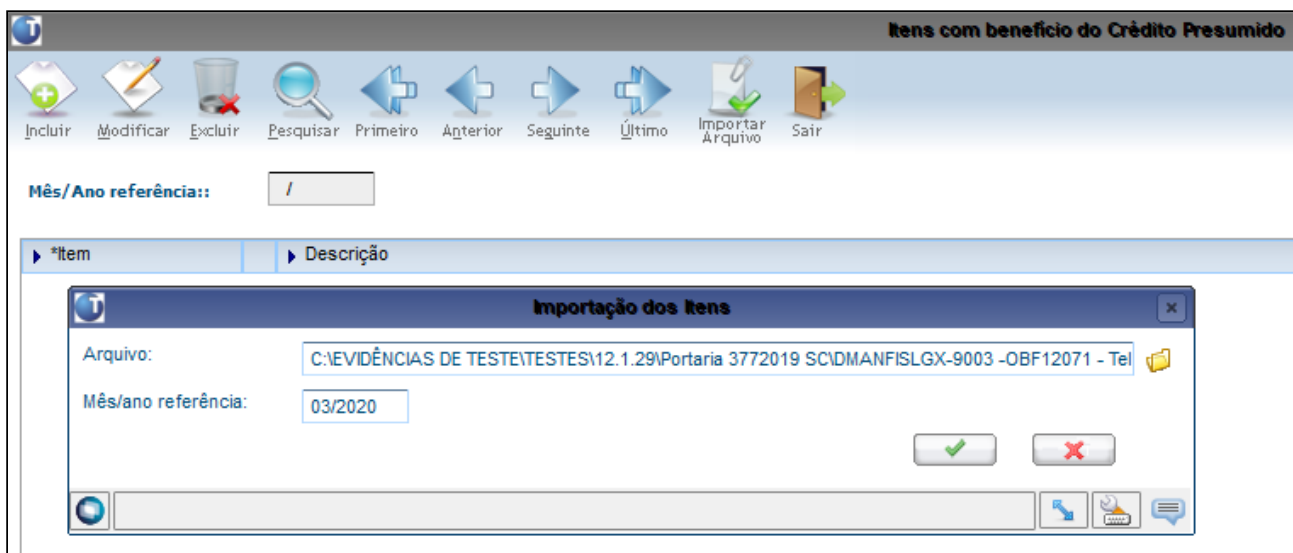 Itens com benefício do Crédito Presumido
Incluir Modificar Excluir Pesquisar Primeiro Anterior Seguinte Último Importar Arquivo Sair
Mês/Ano referência:: /
*Item Descrição
Importação dos Itens
Arquivo: C:\EVIDÊNCIAS DE TESTE\TESTES\12.1.29\Portaria 3772019 SC\DMANFISLGX-9003 -OBF12071 - Tel
Mês/ano referência: 03/2020